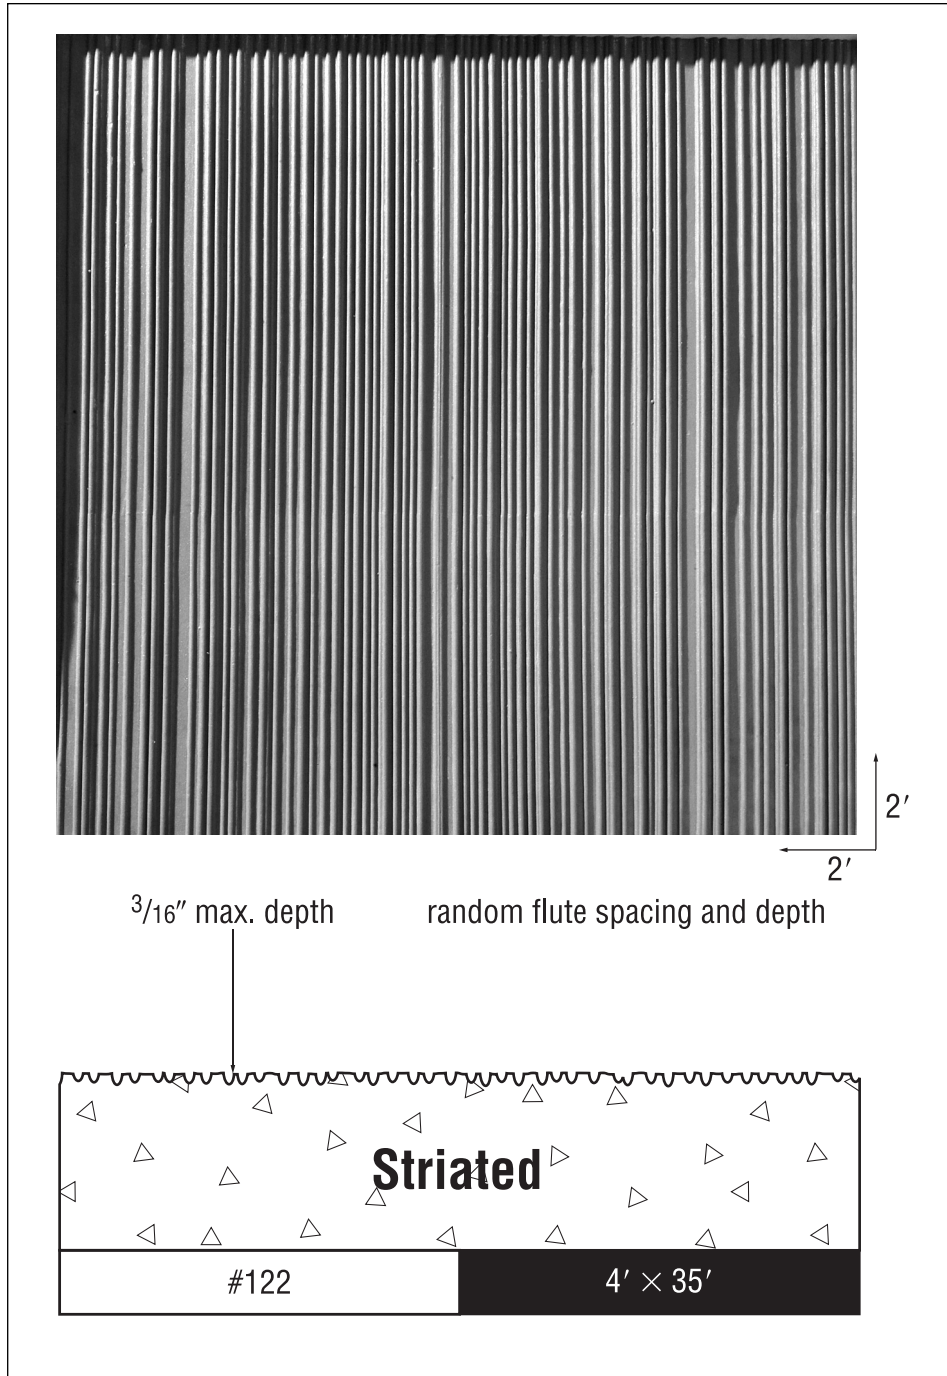 2′
2′
3/16″ max. depth
random flute spacing and depth
Striated
#122
4′ × 35′